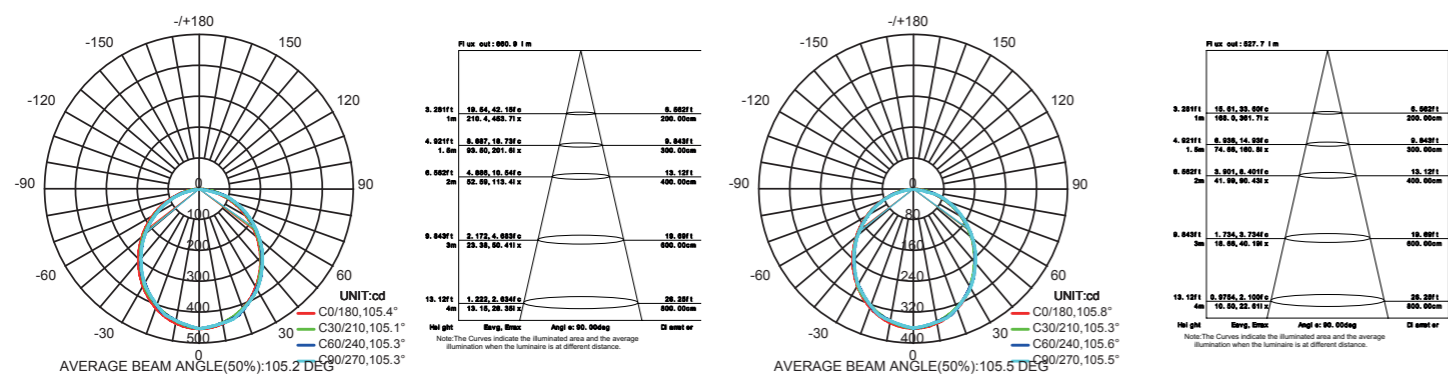 -/+180
-150
150
-120
120
-90
90
-60
60
-30
30
0
0
100
200
300
400
500
UNIT:cd
C0/180,105.4°
C30/210,105.1°
C60/240,105.3°
C90/270,105.3°
AVERAGE BEAM ANGLE(50%):105.2 DEG
Flux out:660.9 lm
3.281ft 19.54,42.15fc 6.562ft
1m 210.4,453.7lx 200.00cm
4.921ft 8.687,18.73fc 9.843ft
1.5m 93.50,201.6lx 300.00cm
6.562ft 4.886,10.54fc 13.12ft
2m 52.59,113.4lx 400.00cm
9.843ft 2.172,4.683fc 19.69ft
3m 23.38,50.41lx 600.00cm
13.12ft 1.222,2.634fc 26.25ft
4m 13.15,28.35lx 800.00cm
Height Eavg,Emax Angle:90.00deg Diameter
Note:The Curves indicate the illuminated area and the average
illumination when the luminaire is at different distance.
-/+180
-150
150
-120
120
-90
90
-60
60
-30
30
0
0
80
160
240
320
400
UNIT:cd
C0/180,105.8°
C30/210,105.3°
C60/240,105.6°
C90/270,105.5°
AVERAGE BEAM ANGLE(50%):105.5 DEG
Flux out:527.7 lm
3.281ft 15.61,33.60fc 6.562ft
1m 168.0,361.7lx 200.00cm
4.921ft 6.936,14.93fc 9.843ft
1.5m 74.66,160.8lx 300.00cm
6.562ft 3.901,8.401fc 13.12ft
2m 41.99,90.43lx 400.00cm
9.843ft 1.734,3.734fc 19.69ft
3m 18.66,40.19lx 600.00cm
13.12ft 0.9754,2.100fc 26.25ft
4m 10.50,22.61lx 800.00cm
Height Eavg,Emax Angle:90.00deg Diameter
Note:The Curves indicate the illuminated area and the average
illumination when the luminaire is at different distance.